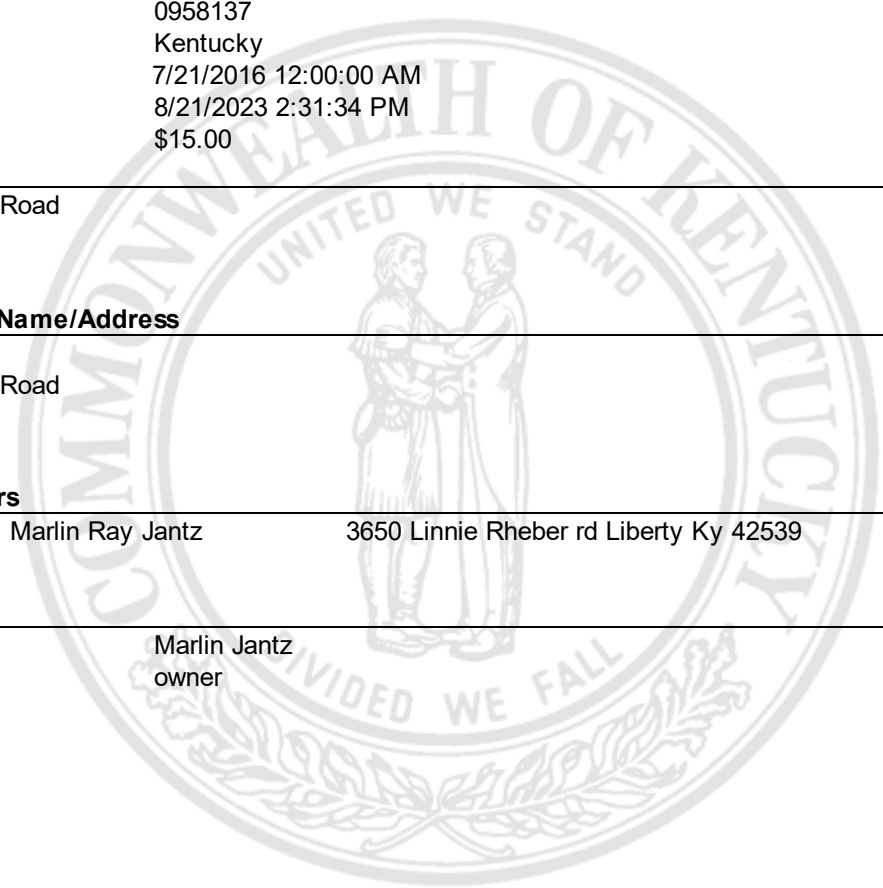 0958137
Kentucky
7/21/2016 12:00:00 AM
8/21/2023 2:31:34 PM
$15.00
Road
Name/Address
Road
rs
Marlin Ray Jantz 3650 Linnie Rheber rd Liberty Ky 42539
Marlin Jantz
owner
COMMONWEALTH OF KENTUCKY
UNITED WE STAND
DIVIDED WE FALL